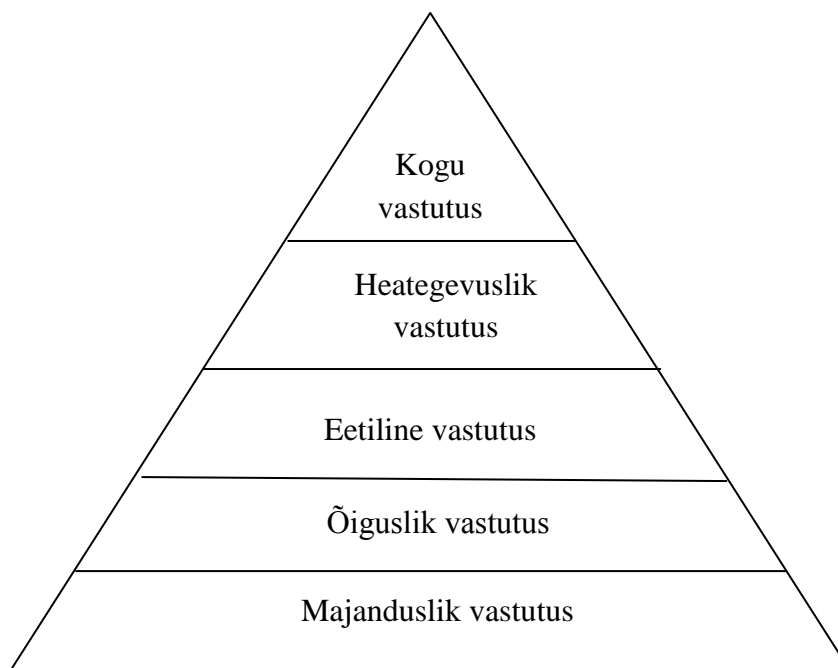 Kogu
vastutus
Heategevuslik
vastutus
Eetiline vastutus
Õiguslik vastutus
Majanduslik vastutus